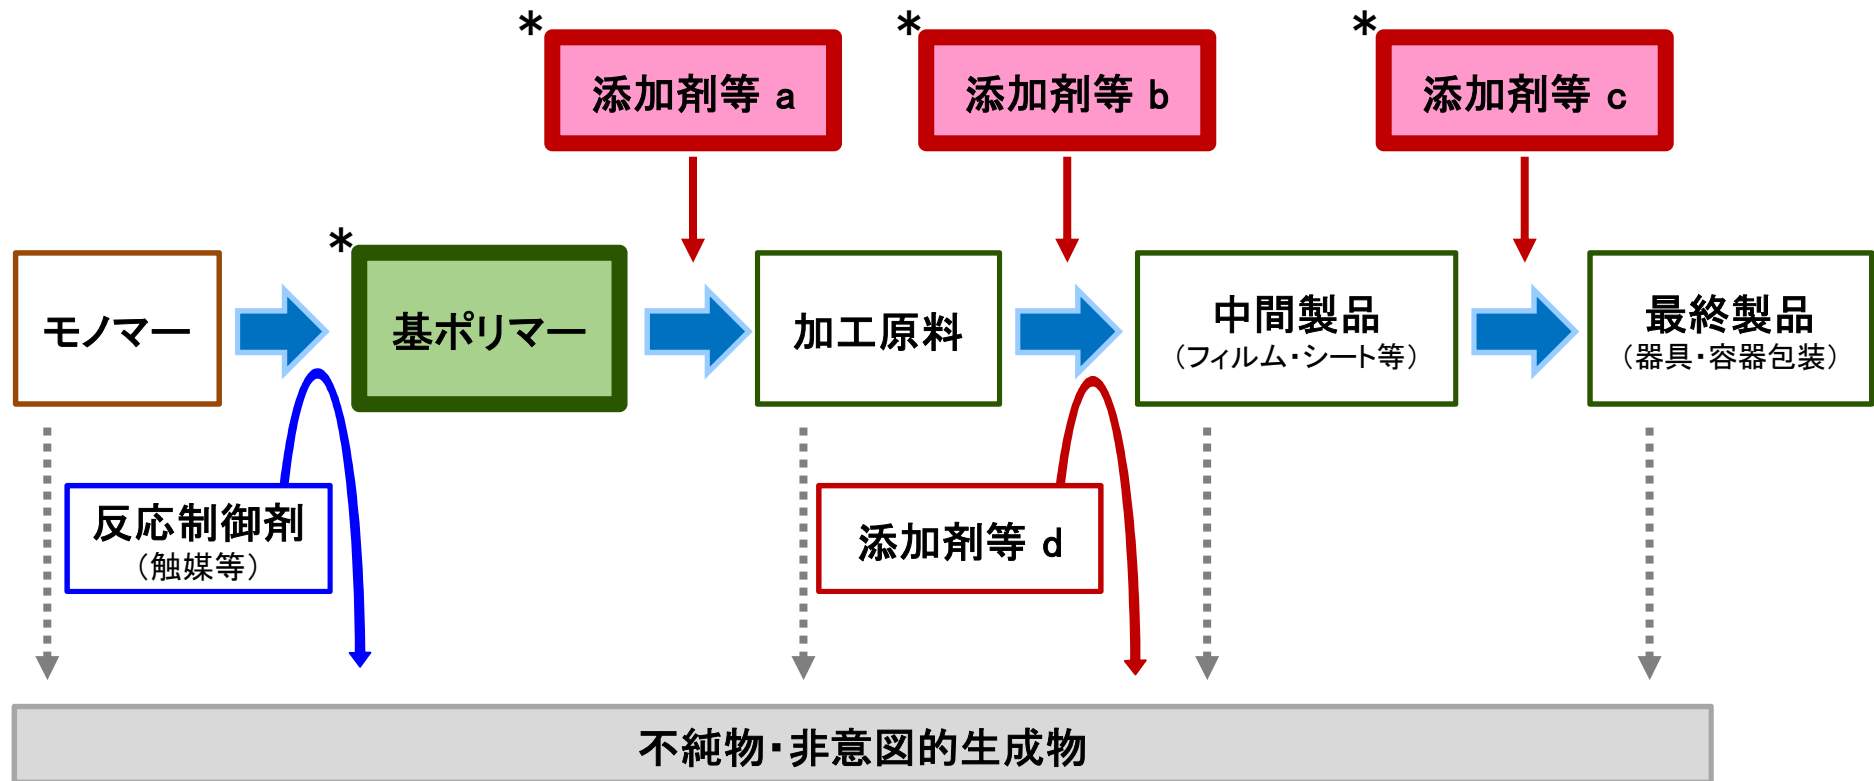 *
添加剤等 a
*
添加剤等 b
*
添加剤等 c
モノマー
*
基ポリマー
加工原料
中間製品
(フィルム・シート等)
最終製品
(器具・容器包装)
反応制御剤
(触媒等)
添加剤等 d
不純物・非意図的生成物